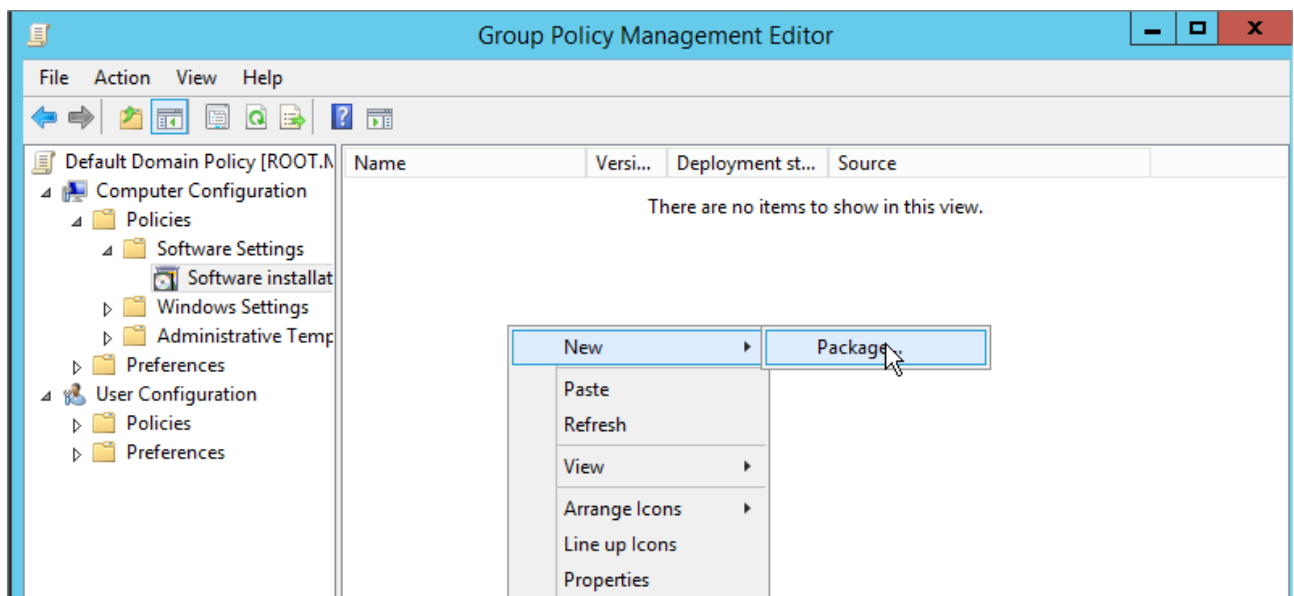 Group Policy Management Editor
File Action View Help
Default Domain Policy [ROOT.N
Computer Configuration
Policies
Software Settings
Software installat
Windows Settings
Administrative Temp
Preferences
User Configuration
Policies
Preferences
Name Versi... Deployment st... Source
There are no items to show in this view.
New
Package...
Paste
Refresh
View
Arrange Icons
Line up Icons
Properties